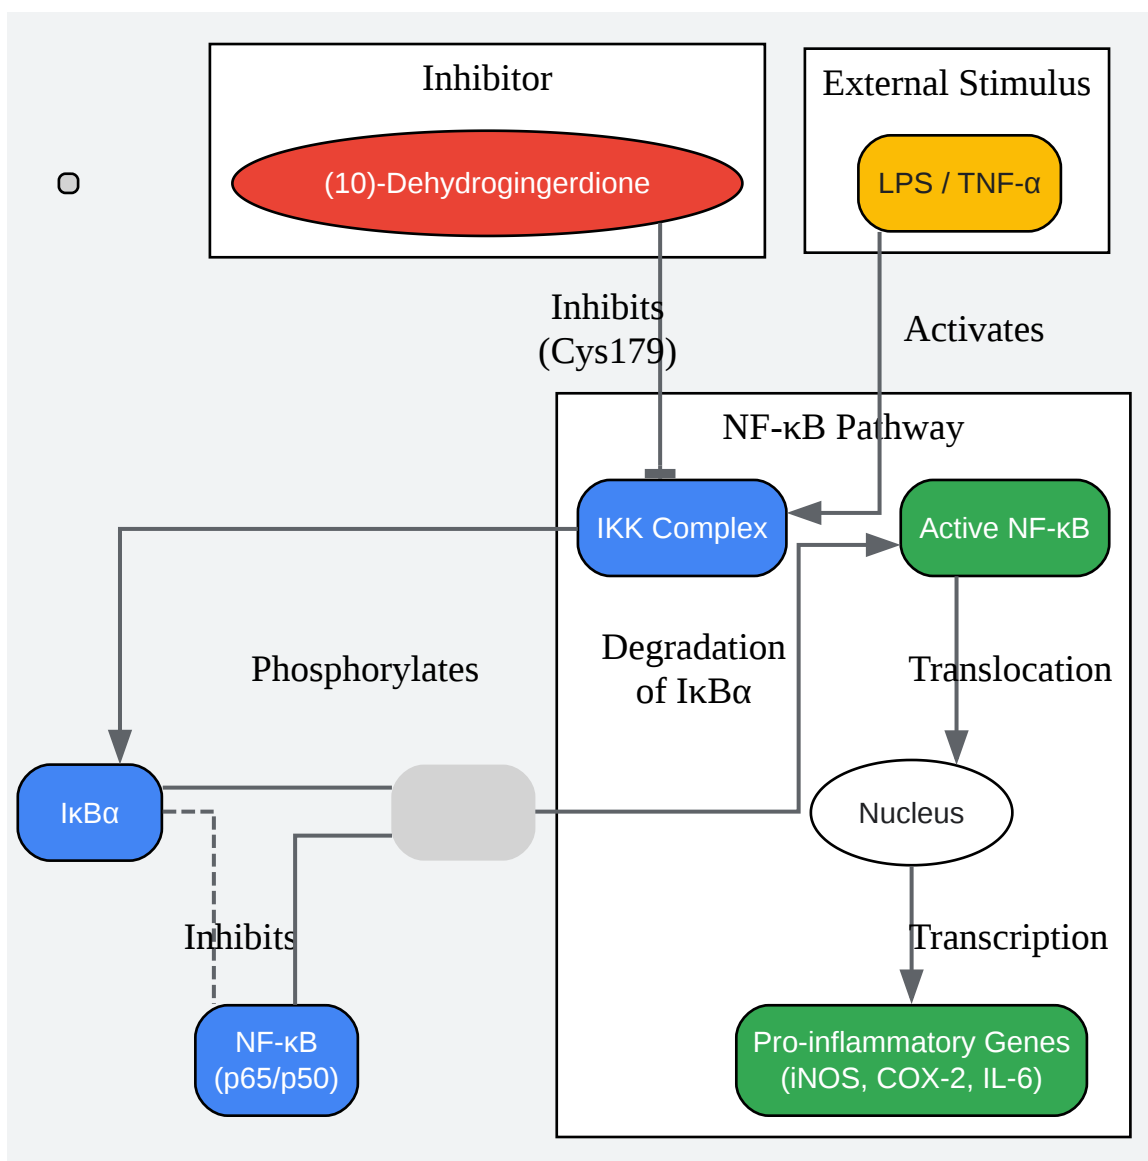 Inhibitor
(10)-Dehydrogingerdione
External Stimulus
LPS / TNF-α
Inhibits
(Cys179)
Activates
NF-κB Pathway
IKK Complex
Active NF-κB
Phosphorylates
Degradation
of IκBα
Translocation
IκBα
Nucleus
Inhibits
Transcription
NF-κB
(p65/p50)
Pro-inflammatory Genes
(iNOS, COX-2, IL-6)